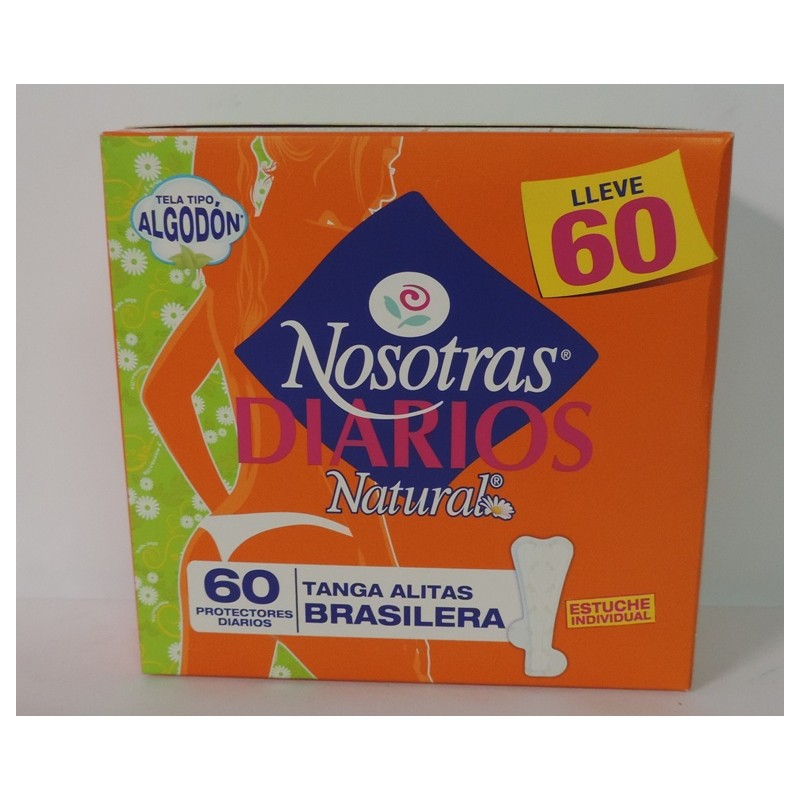 TELA TIPO
ALGODÓN
LLEVE
60
Nosotras®
DIARIOS
Natural®
60
PROTECTORES
DIARIOS
TANGA ALITAS
BRASILERA
ESTUCHE
INDIVIDUAL